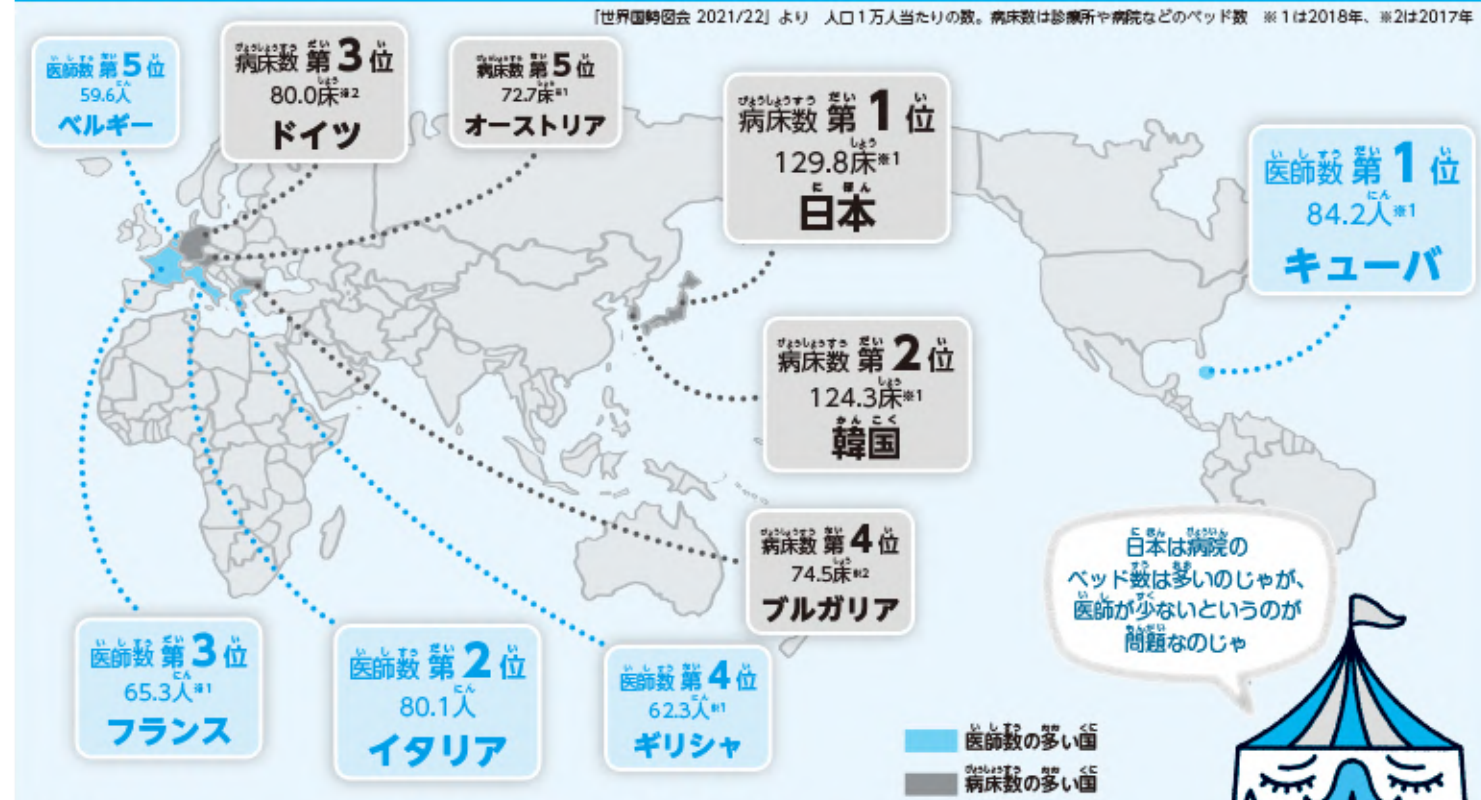 「世界国勢図会 2021/22」より 人口1万人当たりの数。病床数は診療所や病院などのベッド数 ※1は2018年、※2は2017年
医師数 第5位
59.6人
ベルギー
病床数 第3位
80.0床※2
ドイツ
病床数 第5位
72.7床※1
オーストリア
病床数 第1位
129.8床※1
日本
医師数 第1位
84.2人※1
キューバ
病床数 第2位
124.3床※1
韓国
病床数 第4位
74.5床※2
ブルガリア
医師数 第3位
65.3人※1
フランス
医師数 第2位
80.1人
イタリア
医師数 第4位
62.3人※1
ギリシャ
日本は病院の
ベッド数は多いのじゃが、
医師が少ないというのが
問題なのじゃ
医師数の多い国
病床数の多い国